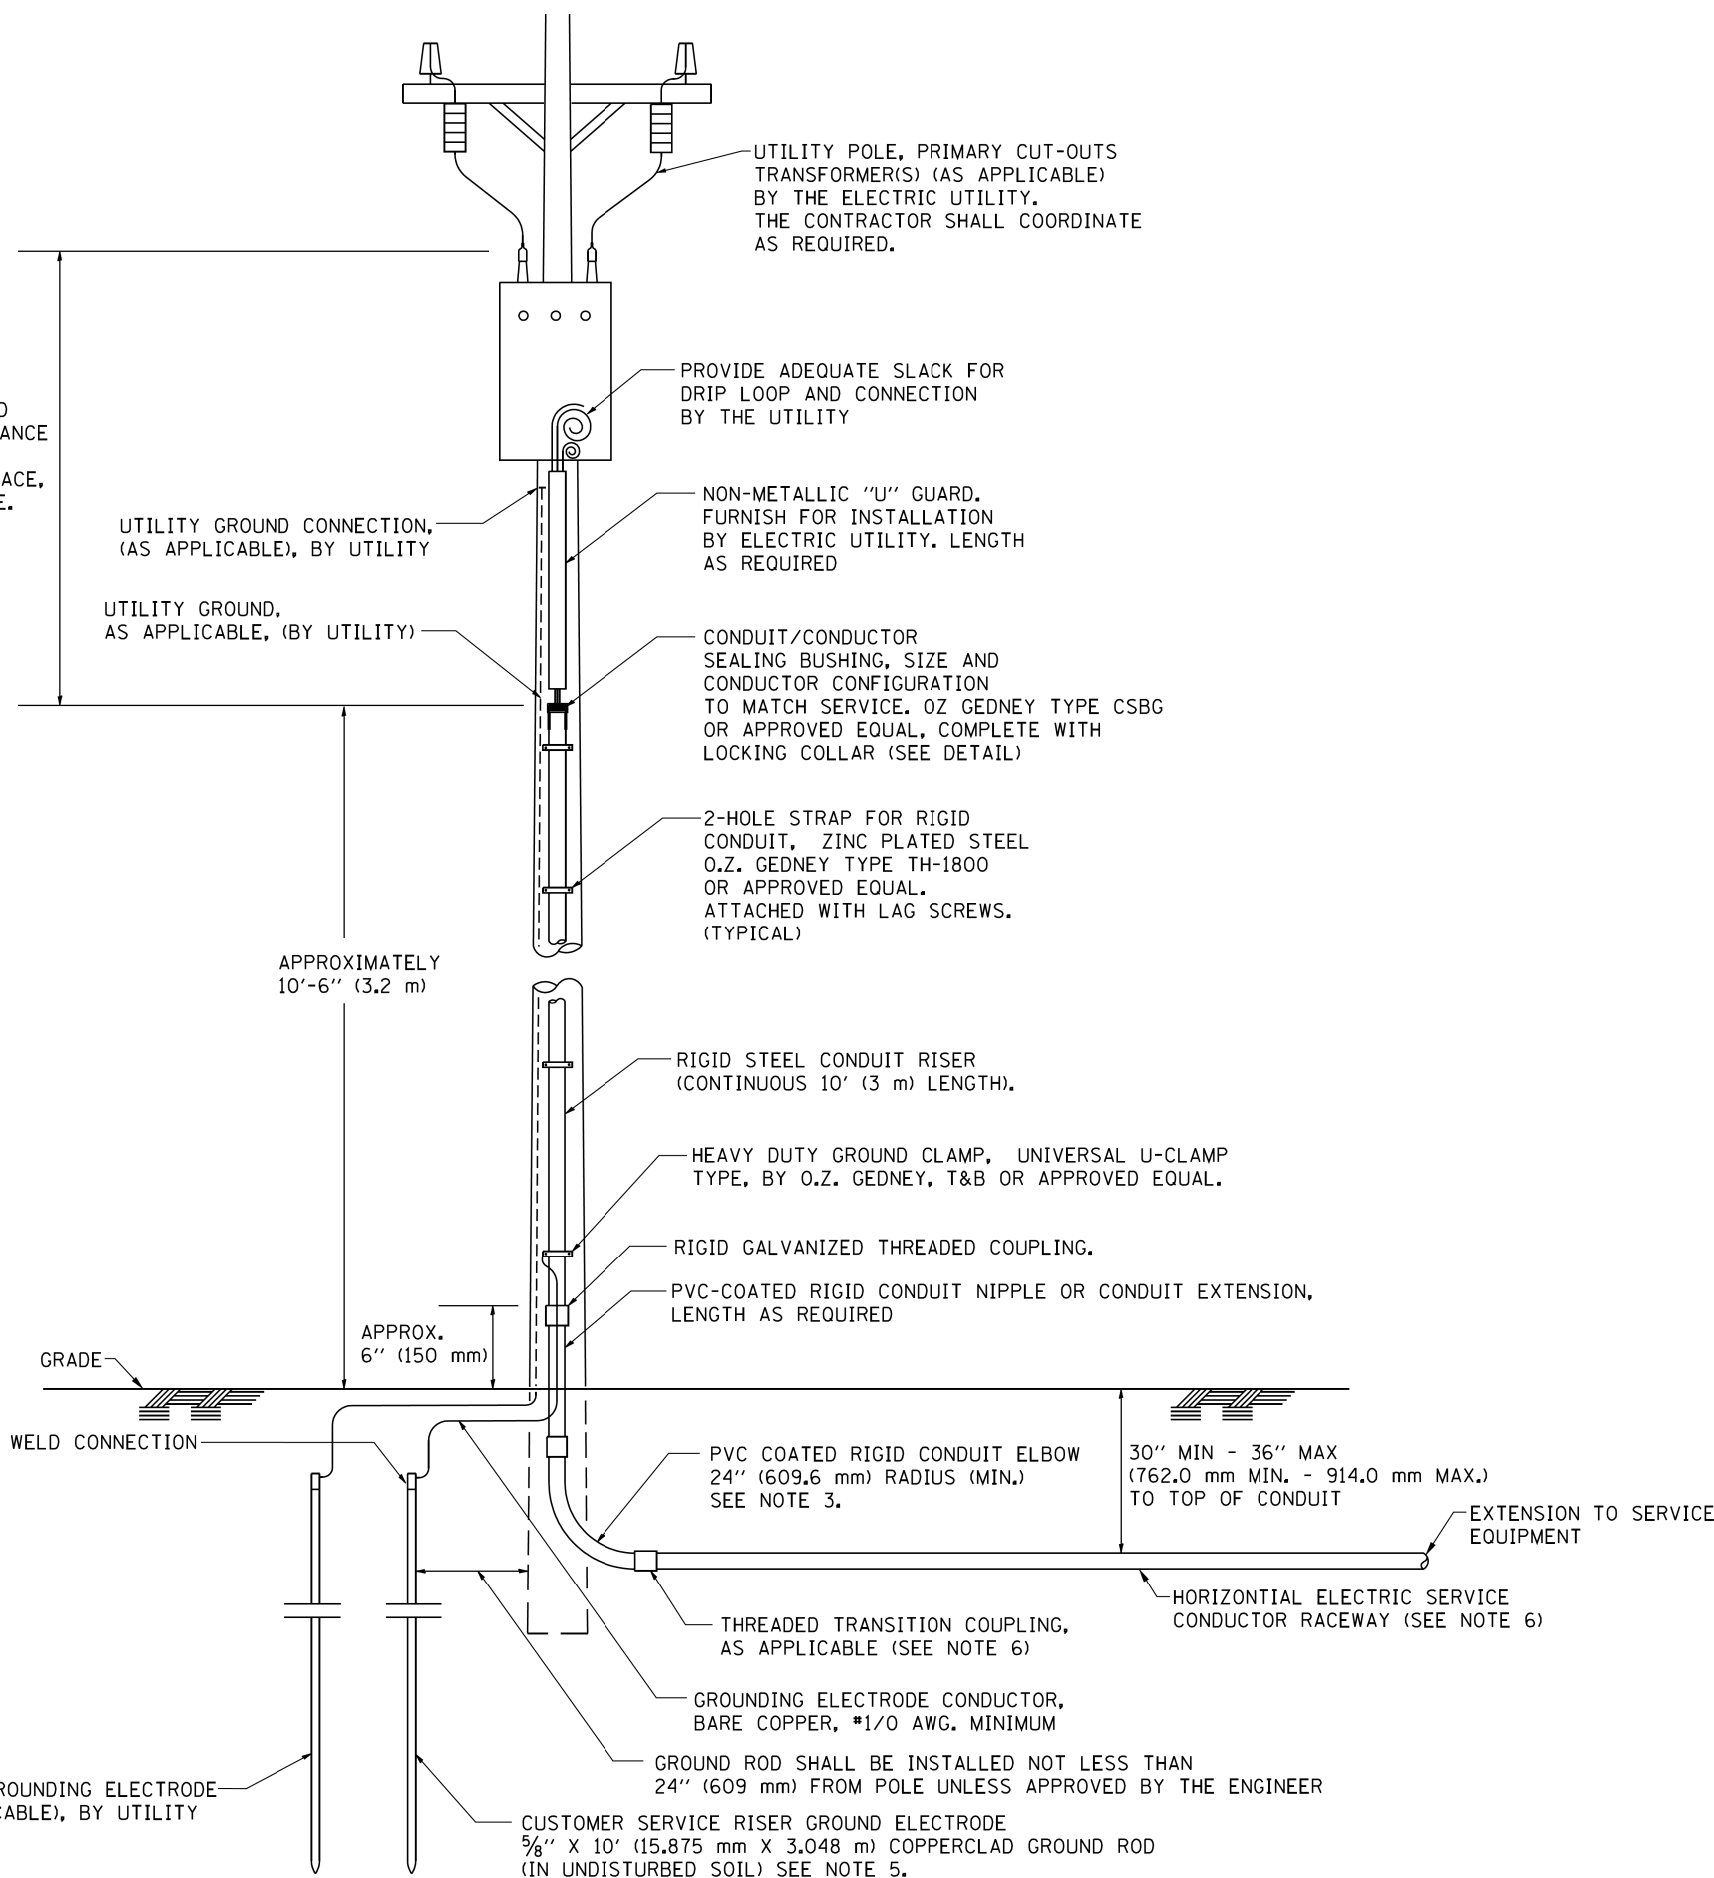 UTILITY POLE, PRIMARY CUT-OUTS
TRANSFORMER(S) (AS APPLICABLE)
BY THE ELECTRIC UTILITY.
THE CONTRACTOR SHALL COORDINATE
AS REQUIRED.
PROVIDE ADEQUATE SLACK FOR
DRIP LOOP AND CONNECTION
BY THE UTILITY
NON-METALLIC "U" GUARD.
FURNISH FOR INSTALLATION
BY ELECTRIC UTILITY. LENGTH
AS REQUIRED
UTILITY GROUND CONNECTION,
(AS APPLICABLE), BY UTILITY
UTILITY GROUND,
AS APPLICABLE, (BY UTILITY)
CONDUIT/CONDUCTOR
SEALING BUSHING, SIZE AND
CONDUCTOR CONFIGURATION
TO MATCH SERVICE. OZ GEDNEY TYPE CSBG
OR APPROVED EQUAL, COMPLETE WITH
LOCKING COLLAR (SEE DETAIL)
2-HOLE STRAP FOR RIGID
CONDUIT, ZINC PLATED STEEL
O.Z. GEDNEY TYPE TH-1800
OR APPROVED EQUAL.
ATTACHED WITH LAG SCREWS.
(TYPICAL)
APPROXIMATELY
10'-6" (3.2 m)
RIGID STEEL CONDUIT RISER
(CONTINUOUS 10' (3 m) LENGTH).
HEAVY DUTY GROUND CLAMP, UNIVERSAL U-CLAMP
TYPE, BY O.Z. GEDNEY, T&B OR APPROVED EQUAL.
RIGID GALVANIZED THREADED COUPLING.
PVC-COATED RIGID CONDUIT NIPPLE OR CONDUIT EXTENSION,
LENGTH AS REQUIRED
APPROX.
6" (150 mm)
GRADE
WELD CONNECTION
PVC COATED RIGID CONDUIT ELBOW
24" (609.6 mm) RADIUS (MIN.)
SEE NOTE 3.
30" MIN - 36" MAX
(762.0 mm MIN. - 914.0 mm MAX.)
TO TOP OF CONDUIT
EXTENSION TO SERVICE
EQUIPMENT
HORIZONTIAL ELECTRIC SERVICE
CONDUCTOR RACEWAY (SEE NOTE 6)
THREADED TRANSITION COUPLING,
AS APPLICABLE (SEE NOTE 6)
GROUNDING ELECTRODE CONDUCTOR,
BARE COPPER, #1/0 AWG. MINIMUM
GROUND ROD SHALL BE INSTALLED NOT LESS THAN
24" (609 mm) FROM POLE UNLESS APPROVED BY THE ENGINEER
ELECTRODE
BY UTILITY
CUSTOMER SERVICE RISER GROUND ELECTRODE
5/8" X 10' (15.875 mm X 3.048 m) COPPERCLAD GROUND ROD
(IN UNDISTURBED SOIL) SEE NOTE 5.